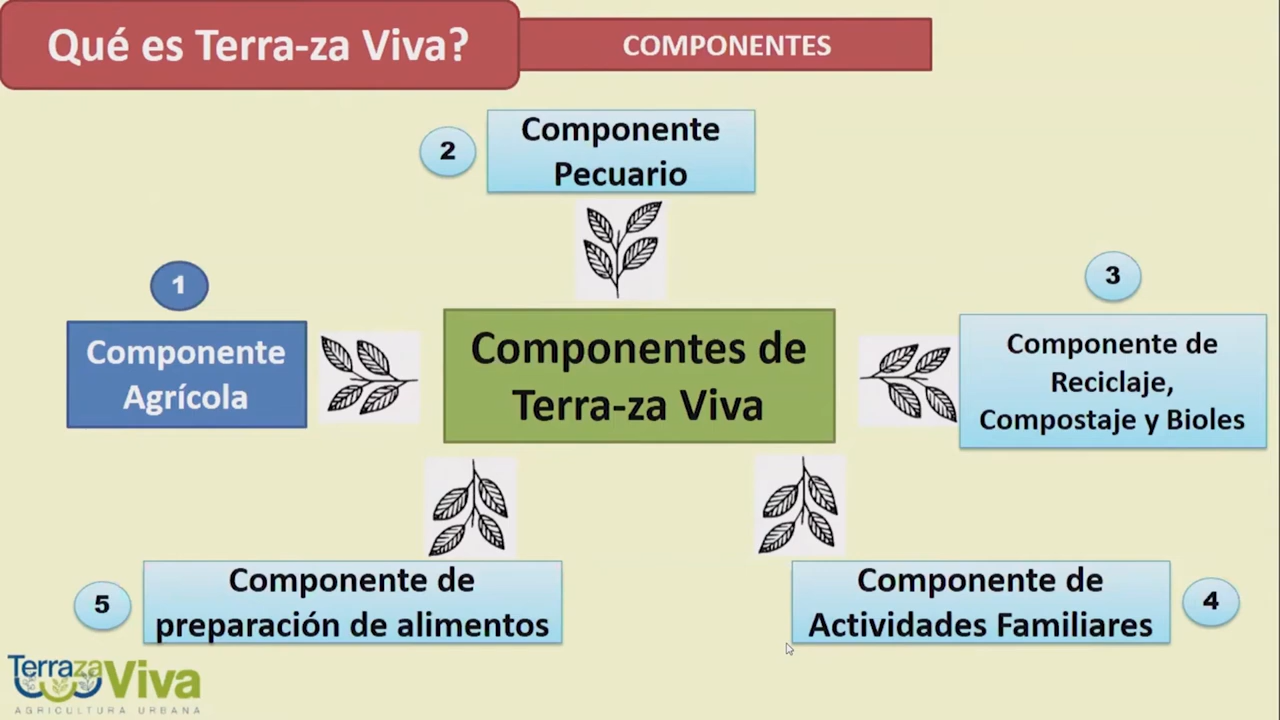 Qué es Terra-za Viva?
COMPONENTES
2
Componente
Pecuario
1
Componente
Agrícola
Componentes de
Terra-za Viva
3
Componente de
Reciclaje,
Compostaje y Bioles
5
Componente de
preparación de alimentos
Componente de
Actividades Familiares
4
Terraza Viva
AGRICULTURA URBANA